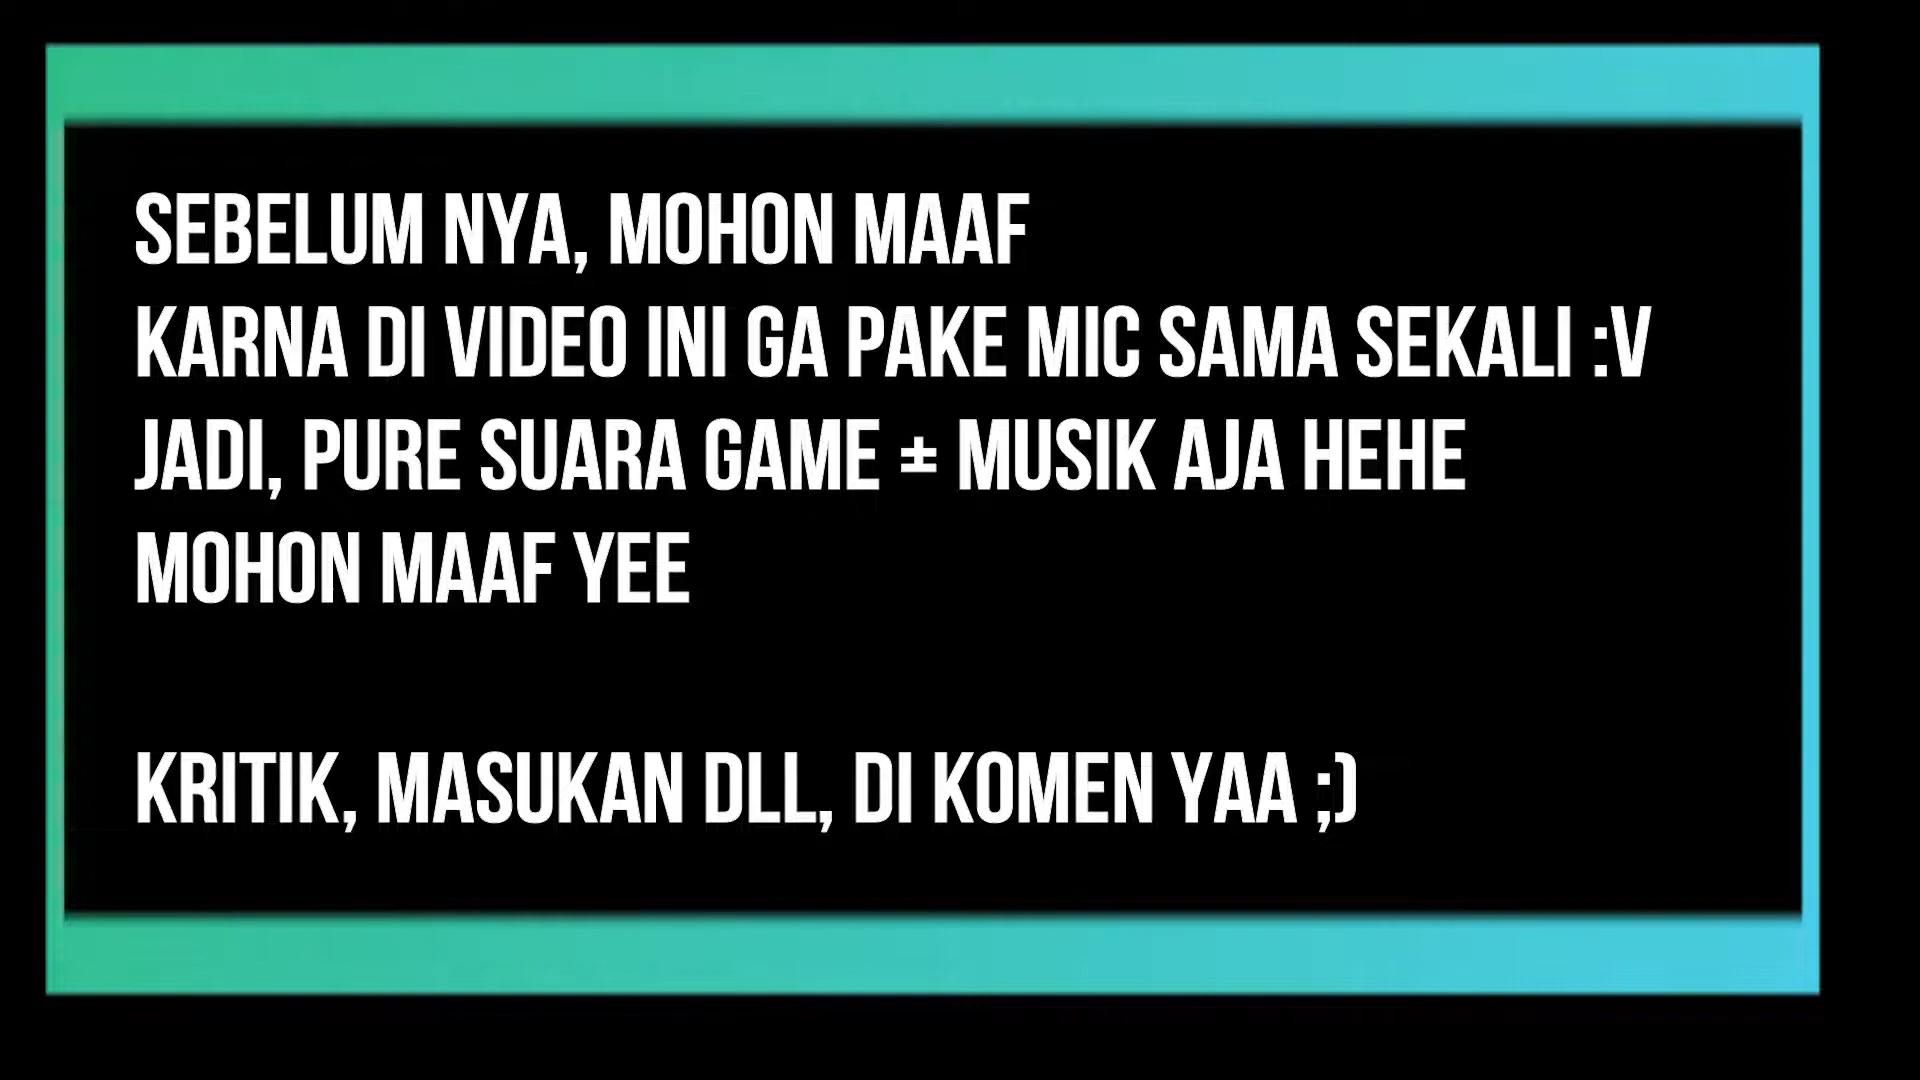 SEBELUM NYA, MOHON MAAF
KARNA DI VIDEO INI GA PAKE MIC SAMA SEKALI :V
JADI, PURE SUARA GAME ± MUSIK AJA HEHE
MOHON MAAF YEE
KRITIK, MASUKAN DLL, DI KOMEN YAA ;)